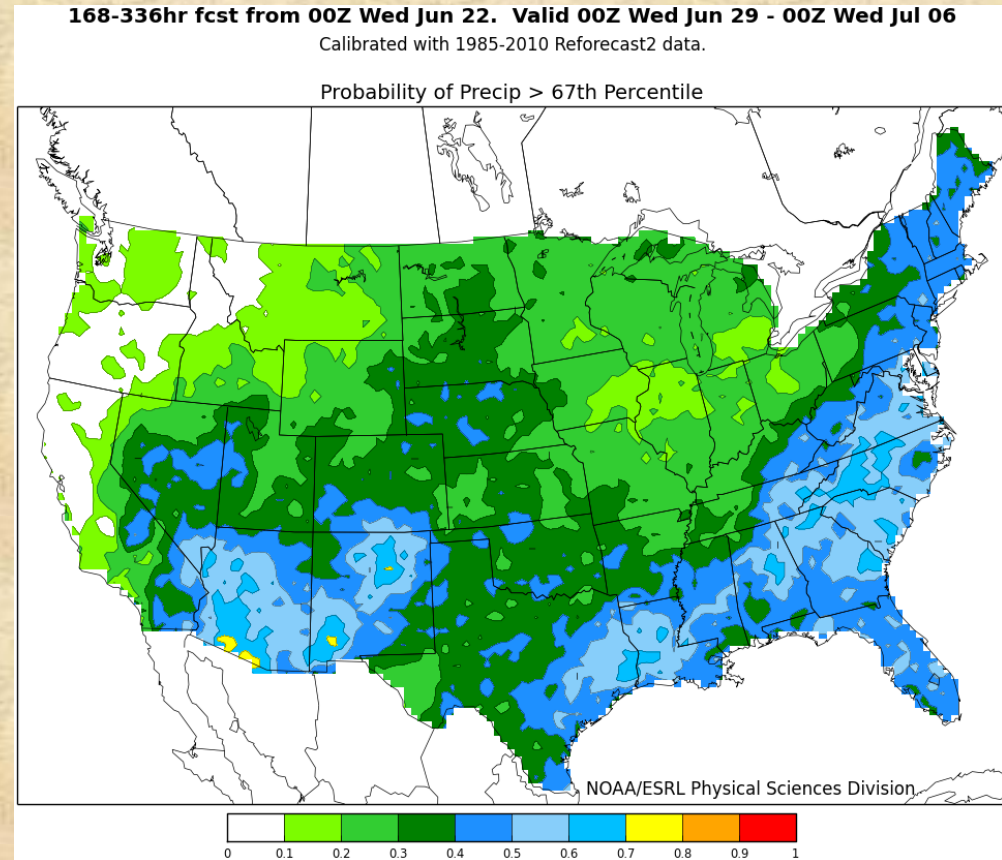 168-336hr fcst from 00Z Wed Jun 22.  Valid 00Z Wed Jun 29 - 00Z Wed Jul 06
Calibrated with 1985-2010 Reforecast2 data.
Probability of Precip > 67th Percentile
NOAA/ESRL Physical Sciences Division
0 0.1 0.2 0.3 0.4 0.5 0.6 0.7 0.8 0.9 1